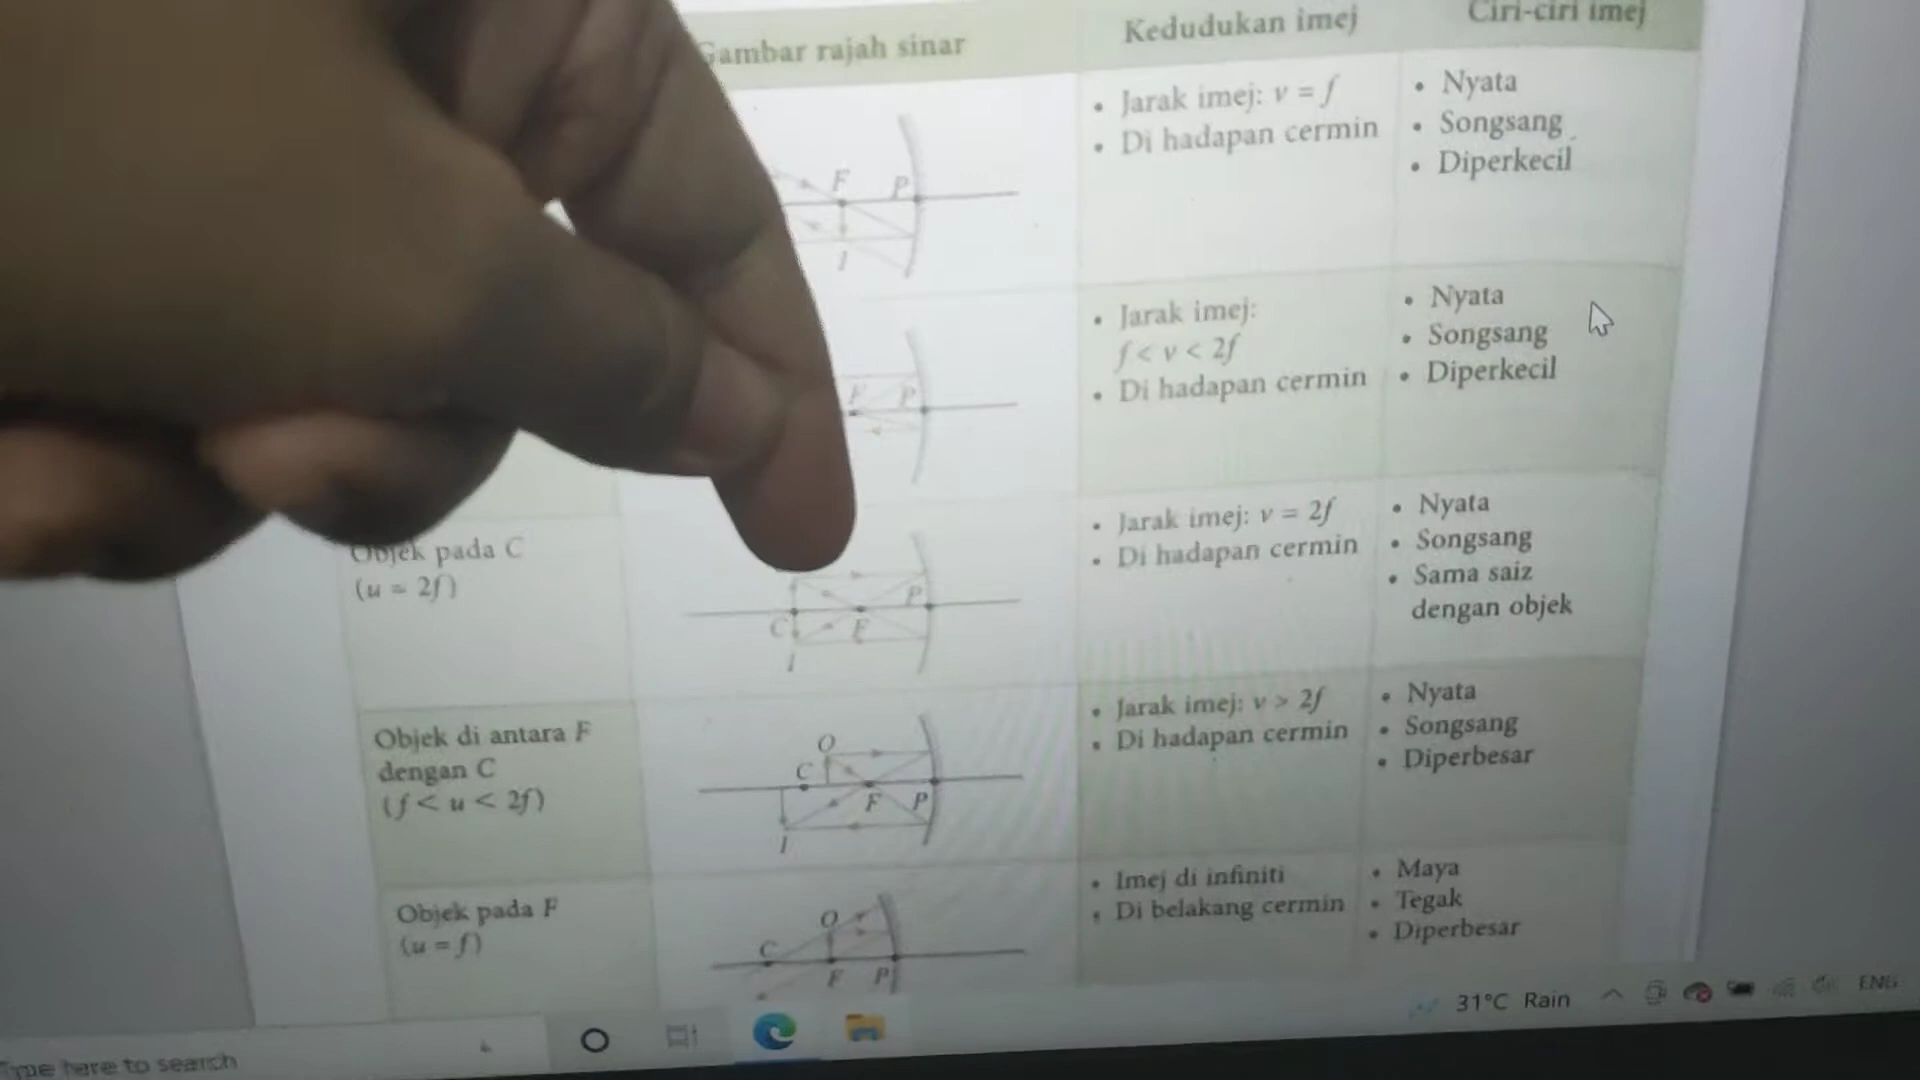 Gambar rajah sinar
Kedudukan imej
Ciri-ciri imej
F P
I
• Jarak imej: v = f
• Di hadapan cermin
• Nyata
• Songsang
• Diperkecil
F P
• Jarak imej:
f < v < 2f
• Di hadapan cermin
• Nyata
• Songsang
• Diperkecil
Objek pada C
(u = 2f)
P
C F
I
• Jarak imej: v = 2f
• Di hadapan cermin
• Nyata
• Songsang
• Sama saiz
dengan objek
Objek di antara F
dengan C
(f < u < 2f)
O
C
F P
I
• Jarak imej: v > 2f
• Di hadapan cermin
• Nyata
• Songsang
• Diperbesar
Objek pada F
(u = f)
O
C
F P
• Imej di infiniti
• Di belakang cermin
• Maya
• Tegak
• Diperbesar
Type here to search
31°C Rain
ENG